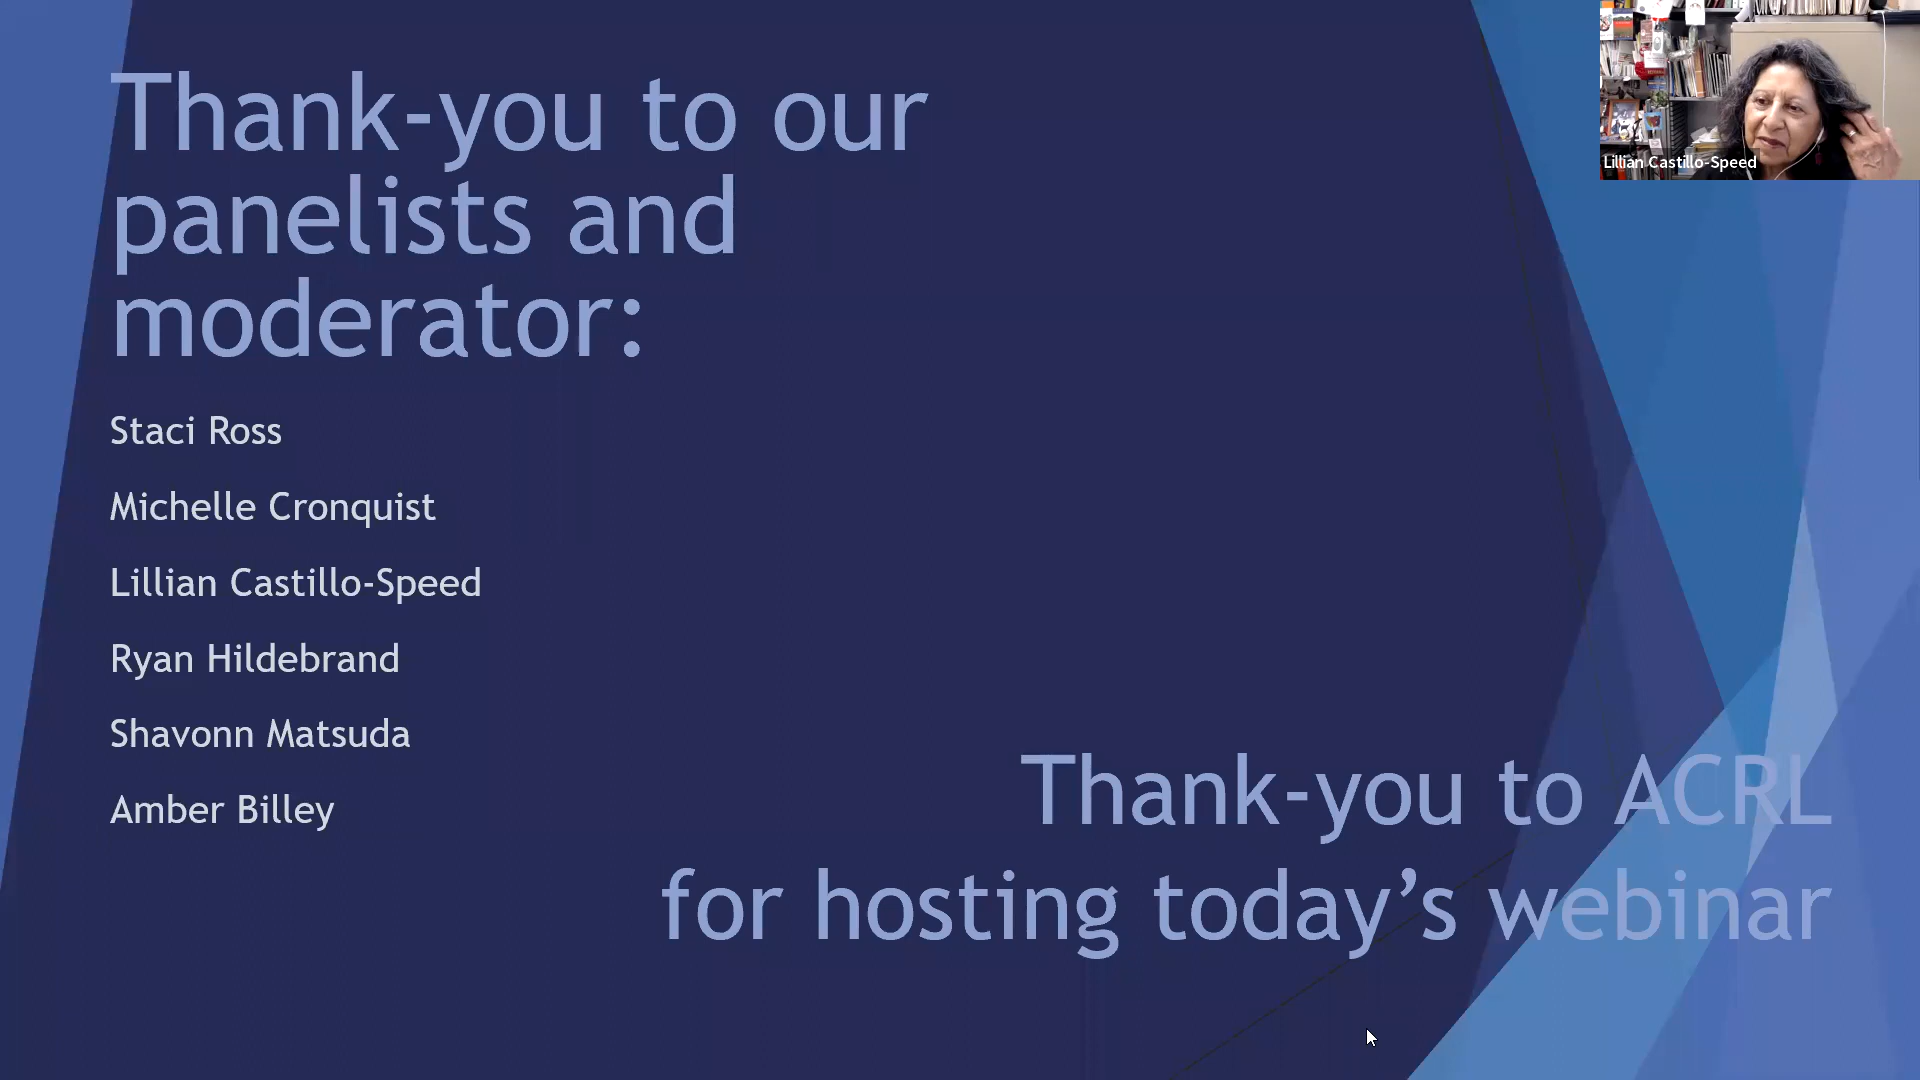 Thank-you to our
panelists and
moderator:
Staci Ross
Michelle Cronquist
Lillian Castillo-Speed
Ryan Hildebrand
Shavonn Matsuda
Amber Billey
Thank-you to ACRL
for hosting today’s webinar
Lillian Castillo-Speed